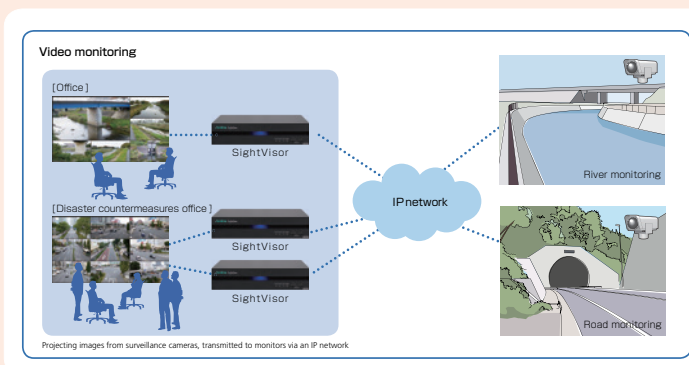 Video monitoring
[Office]
SightVisor
[Disaster countermeasures office]
SightVisor
SightVisor
IP network
River monitoring
Road monitoring
Projecting images from surveillance cameras, transmitted to monitors via an IP network